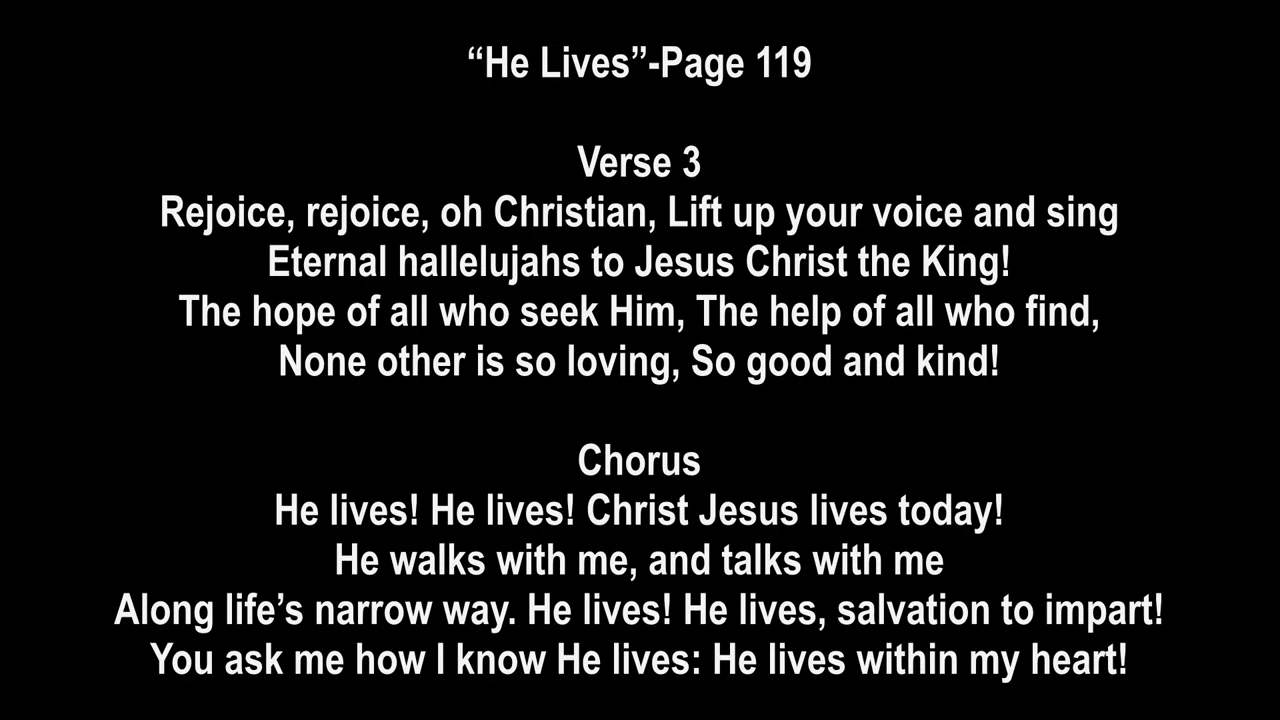 “He Lives”-Page 119
Verse 3
Rejoice, rejoice, oh Christian, Lift up your voice and sing
Eternal hallelujahs to Jesus Christ the King!
The hope of all who seek Him, The help of all who find,
None other is so loving, So good and kind!
Chorus
He lives! He lives! Christ Jesus lives today!
He walks with me, and talks with me
Along life’s narrow way. He lives! He lives, salvation to impart!
You ask me how I know He lives: He lives within my heart!